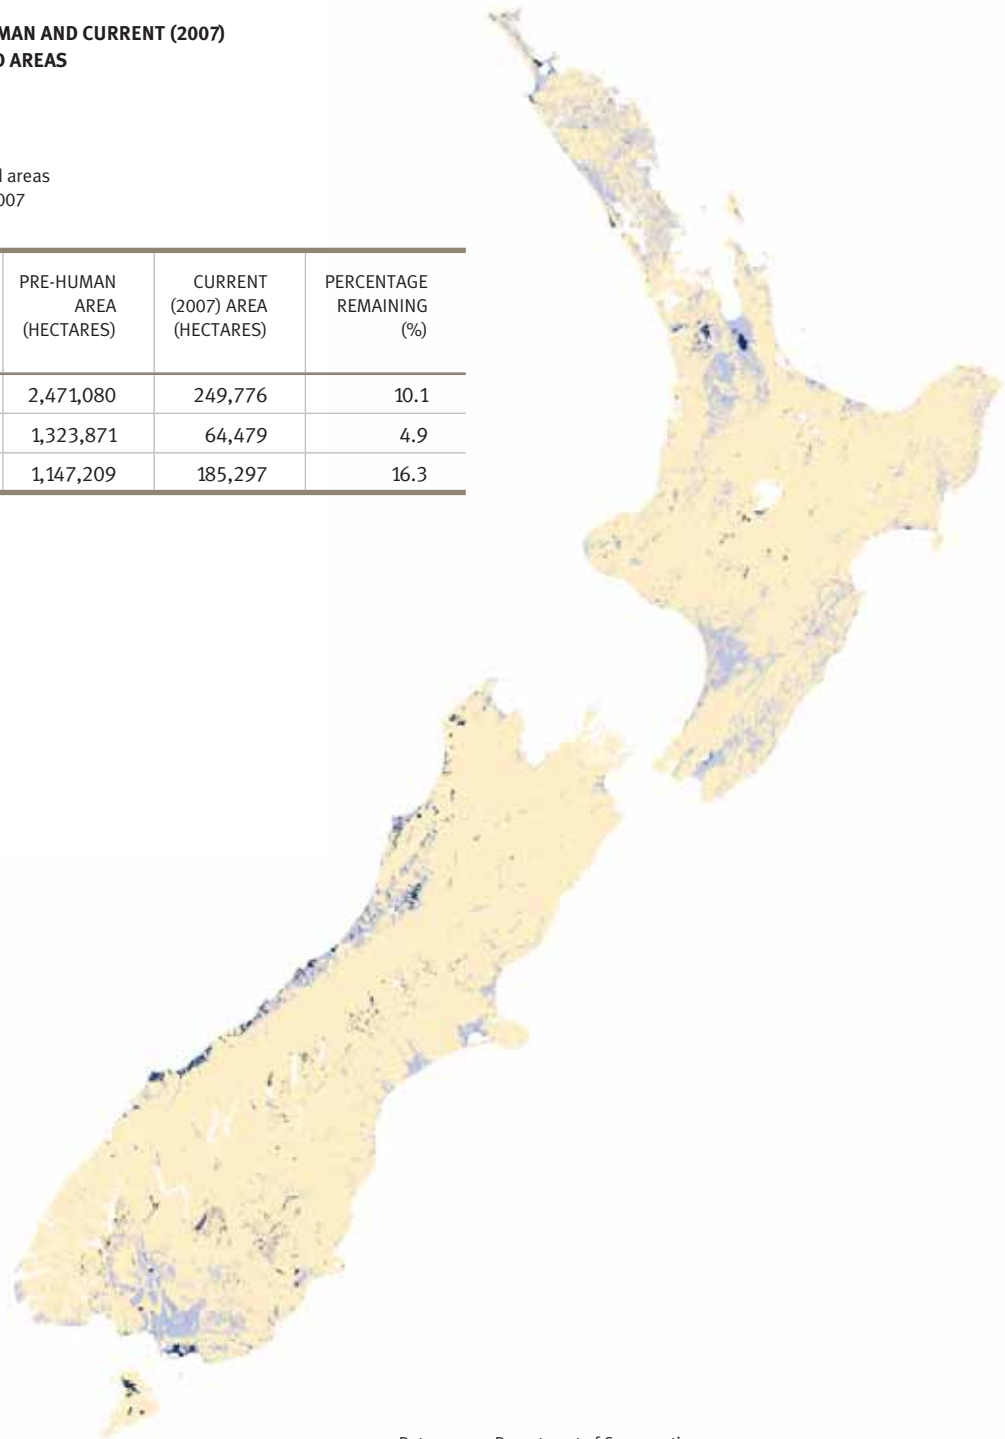 MAN AND CURRENT (2007)
AREAS
areas
007
PRE-HUMAN AREA (HECTARES) CURRENT (2007) AREA (HECTARES) PERCENTAGE REMAINING (%)
2,471,080 249,776 10.1
1,323,871 64,479 4.9
1,147,209 185,297 16.3